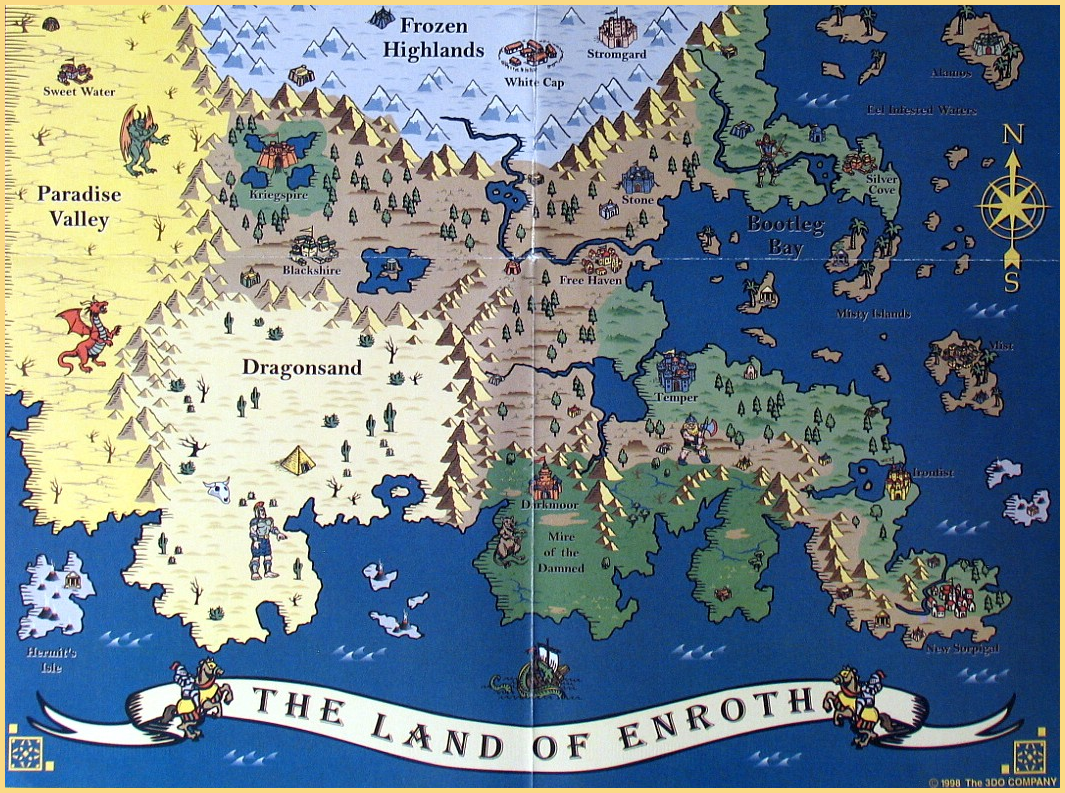 Frozen
Highlands
Stromgard
White Cap
Sweet Water
Alamos
Eel Infested Waters
N
Paradise
Valley
Kriegspire
Stone
Silver
Cove
Bootleg
Bay
Blackshire
Free Haven
S
Misty Islands
Mist
Dragonsand
Temper
Ironfist
Darkmoor
Mire
of the
Damned
Hermit's
Isle
New Sorpigal
THE LAND OF ENROTH
© 1998 The 3DO COMPANY